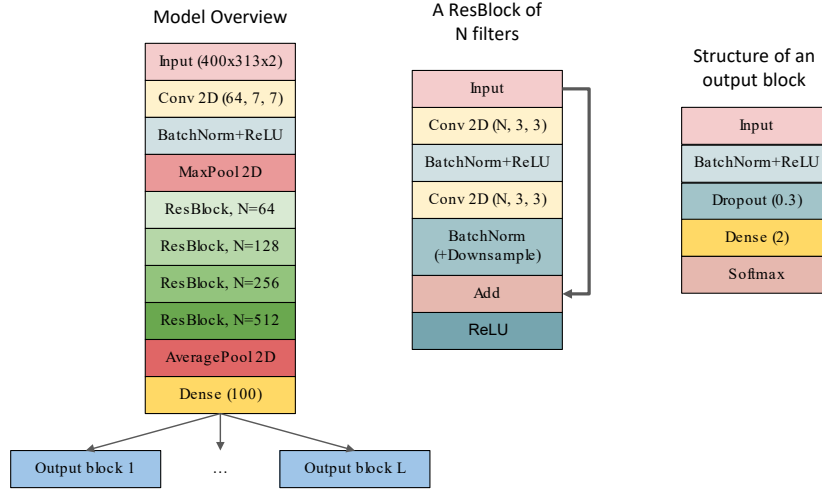 Model Overview
Input (400x313x2)
Conv 2D (64, 7, 7)
BatchNorm+ReLU
MaxPool 2D
ResBlock, N=64
ResBlock, N=128
ResBlock, N=256
ResBlock, N=512
AveragePool 2D
Dense (100)
Output block 1
...
Output block L
A ResBlock of
N filters
Input
Conv 2D (N, 3, 3)
BatchNorm+ReLU
Conv 2D (N, 3, 3)
BatchNorm
(+Downsample)
Add
ReLU
Structure of an
output block
Input
BatchNorm+ReLU
Dropout (0.3)
Dense (2)
Softmax